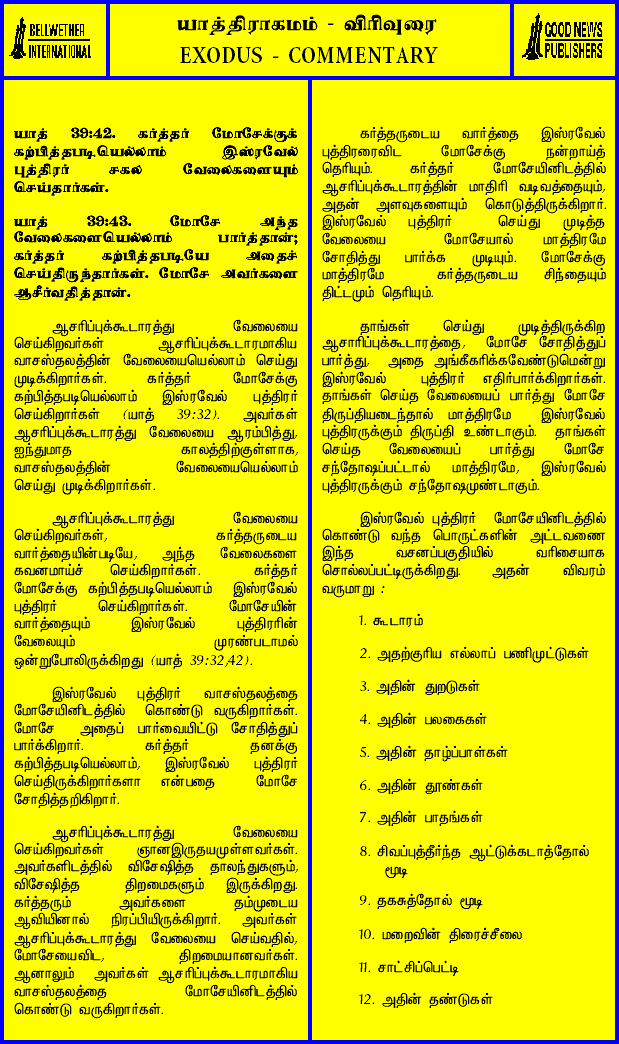 BELLWETHER
INTERNATIONAL
யாத்திராகமம் - விரிவுரை
EXODUS - COMMENTARY
GOOD NEWS
PUBLISHERS
யாத் 39:42. கர்த்தர் மோசேக்குக்
கற்பித்தபடியெல்லாம் இஸ்ரவேல்
புத்திரர் சகல வேலைகளையும்
செய்தார்கள்.
யாத் 39:43. மோசே அந்த
வேலைகளையெல்லாம் பார்த்தான்;
கர்த்தர் கற்பித்தபடியே அதைச்
செய்திருந்தார்கள். மோசே அவர்களை
ஆசீர்வதித்தான்.
ஆசரிப்புக்கூடாரத்து வேலையை
செய்கிறவர்கள் ஆசரிப்புக்கூடாரமாகிய
வாசஸ்தலத்தின் வேலையையெல்லாம் செய்து
முடிக்கிறார்கள். கர்த்தர் மோசேக்கு
கற்பித்தபடியெல்லாம் இஸ்ரவேல் புத்திரர்
செய்கிறார்கள் (யாத் 39:32). அவர்கள்
ஆசரிப்புக்கூடாரத்து வேலையை ஆரம்பித்து,
ஐந்துமாத காலத்திற்குள்ளாக,
வாசஸ்தலத்தின் வேலையையெல்லாம்
செய்து முடிக்கிறார்கள்.
ஆசரிப்புக்கூடாரத்து வேலையை
செய்கிறவர்கள், கர்த்தருடைய
வார்த்தையின்படியே, அந்த வேலைகளை
கவனமாய்ச் செய்கிறார்கள். கர்த்தர்
மோசேக்கு கற்பித்தபடியெல்லாம் இஸ்ரவேல்
புத்திரர் செய்கிறார்கள். மோசேயின்
வார்த்தையும் இஸ்ரவேல் புத்திரரின்
வேலையும் முரண்படாமல்
ஒன்றுபோலிருக்கிறது (யாத் 39:32,42).
இஸ்ரவேல் புத்திரர் வாசஸ்தலத்தை
மோசேயினிடத்தில் கொண்டு வருகிறார்கள்.
மோசே அதைப் பார்வையிட்டு சோதித்துப்
பார்க்கிறார். கர்த்தர் தனக்கு
கற்பித்தபடியெல்லாம், இஸ்ரவேல் புத்திரர்
செய்திருக்கிறார்களா என்பதை மோசே
சோதித்தறிகிறார்.
ஆசரிப்புக்கூடாரத்து வேலையை
செய்கிறவர்கள் ஞானஇருதயமுள்ளவர்கள்.
அவர்களிடத்தில் விசேஷித்த தாலந்துகளும்,
விசேஷித்த திறமைகளும் இருக்கிறது.
கர்த்தரும் அவர்களை தம்முடைய
ஆவியினால் நிரப்பியிருக்கிறார். அவர்கள்
ஆசரிப்புக்கூடாரத்து வேலையை செய்வதில்,
மோசேயைவிட, திறமையானவர்கள்.
ஆனாலும் அவர்கள் ஆசரிப்புக்கூடாரமாகிய
வாசஸ்தலத்தை மோசேயினிடத்தில்
கொண்டு வருகிறார்கள்.
கர்த்தருடைய வார்த்தை இஸ்ரவேல்
புத்திரரைவிட மோசேக்கு நன்றாய்த்
தெரியும். கர்த்தர் மோசேயினிடத்தில்
ஆசரிப்புக்கூடாரத்தின் மாதிரி வடிவத்தையும்,
அதன் அளவுகளையும் கொடுத்திருக்கிறார்.
இஸ்ரவேல் புத்திரர் செய்து முடித்த
வேலையை மோசேயால் மாத்திரமே
சோதித்து பார்க்க முடியும். மோசேக்கு
மாத்திரமே கர்த்தருடைய சிந்தையும்
திட்டமும் தெரியும்.
தாங்கள் செய்து முடித்திருக்கிற
ஆசாரிப்புக்கூடாரத்தை, மோசே சோதித்துப்
பார்த்து, அதை அங்கீகரிக்கவேண்டுமென்று
இஸ்ரவேல் புத்திரர் எதிர்பார்க்கிறார்கள்.
தாங்கள் செய்த வேலையைப் பார்த்து மோசே
திருப்தியடைந்தால் மாத்திரமே இஸ்ரவேல்
புத்திரருக்கும் திருப்தி உண்டாகும். தாங்கள்
செய்த வேலையைப் பார்த்து மோசே
சந்தோஷப்பட்டால் மாத்திரமே, இஸ்ரவேல்
புத்திரருக்கும் சந்தோஷமுண்டாகும்.
இஸ்ரவேல் புத்திரர் மோசேயினிடத்தில்
கொண்டு வந்த பொருட்களின் அட்டவணை
இந்த வசனப்பகுதியில் வரிசையாக
சொல்லப்பட்டிருக்கிறது. அதன் விவரம்
வருமாறு :
1. கூடாரம்
2. அதற்குரிய எல்லாப் பணிமுட்டுகள்
3. அதின் துறடுகள்
4. அதின் பலகைகள்
5. அதின் தாழ்ப்பாள்கள்
6. அதின் தூண்கள்
7. அதின் பாதங்கள்
8. சிவப்புத்தீர்ந்த ஆட்டுக்கடாத்தோல்
மூடி
9. தகசுத்தோல் மூடி
10. மறைவின் திரைச்சீலை
11. சாட்சிப்பெட்டி
12. அதின் தண்டுகள்